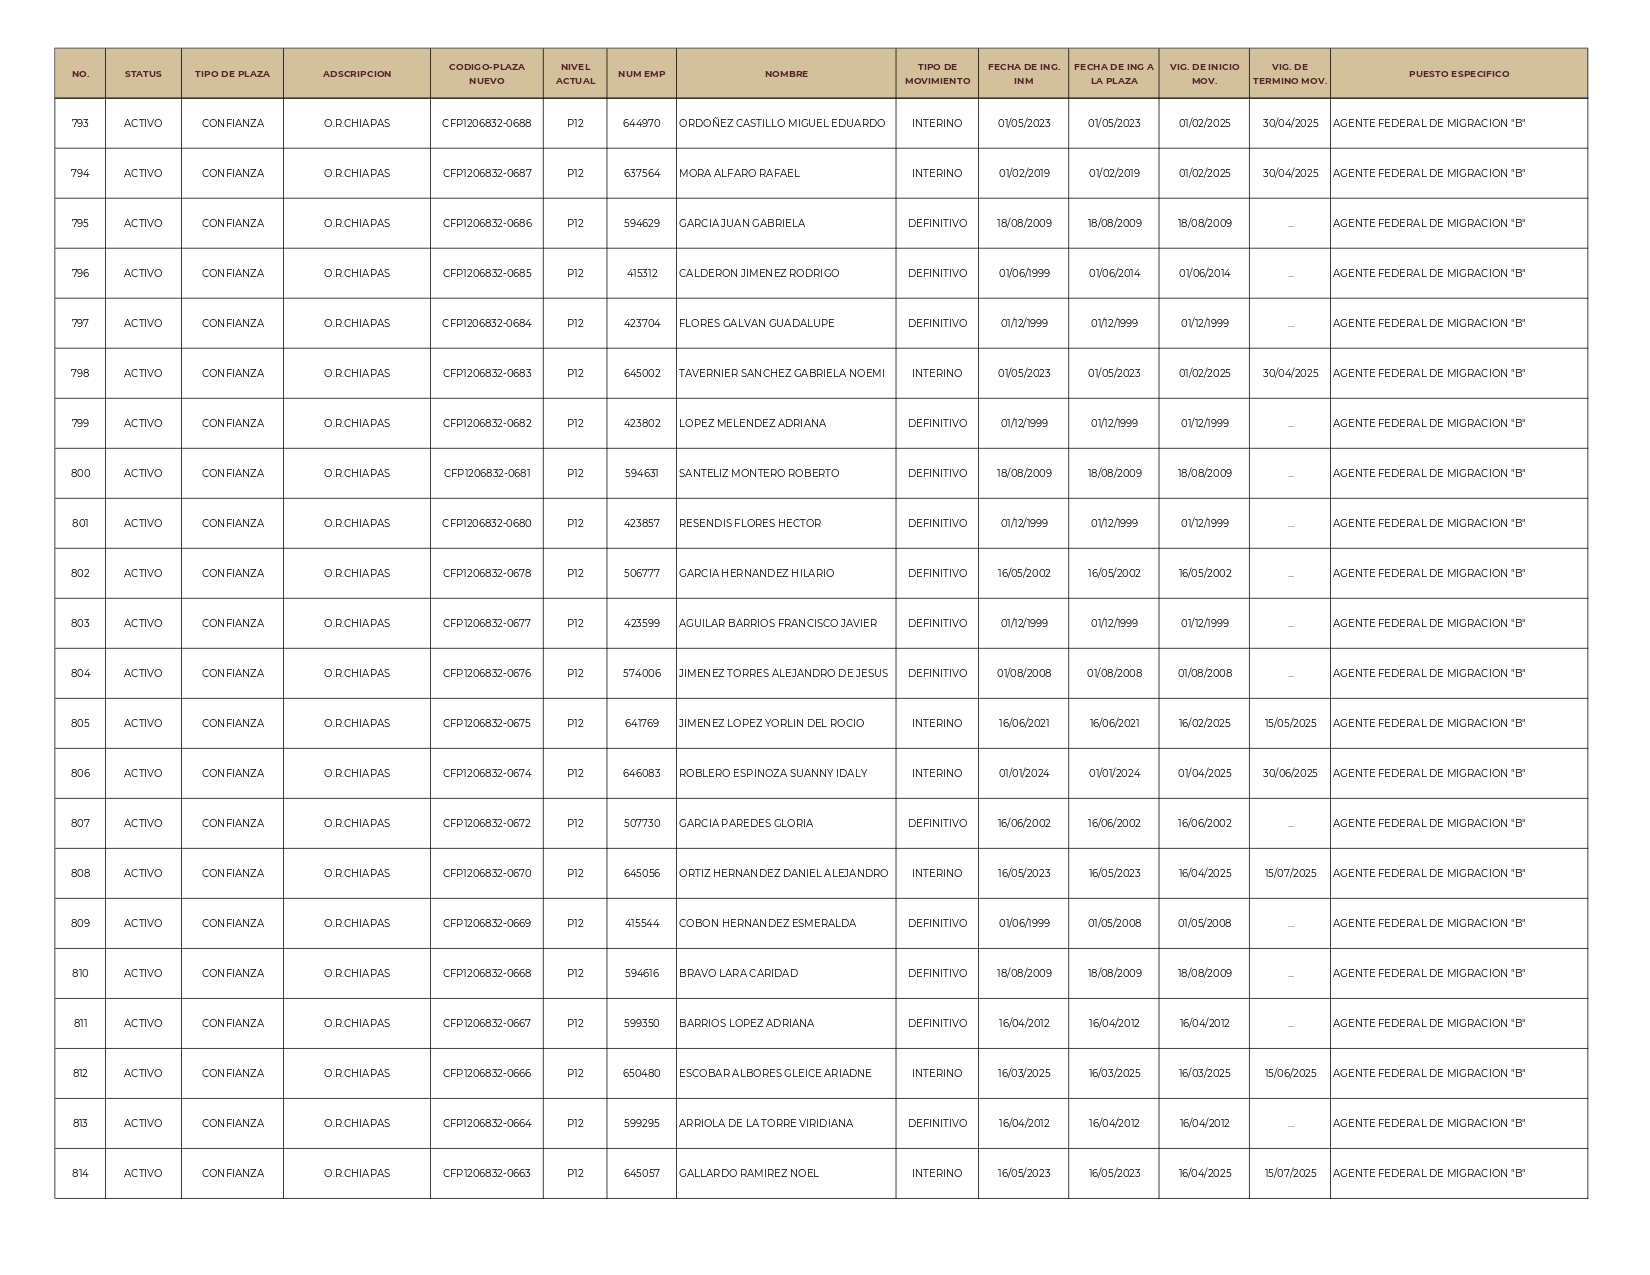 NO. STATUS TIPO DE PLAZA ADSCRIPCION CODIGO-PLAZA NUEVO NIVEL ACTUAL NUM EMP NOMBRE TIPO DE MOVIMIENTO FECHA DE ING. INM FECHA DE ING A LA PLAZA VIG. DE INICIO MOV. VIG. DE TERMINO MOV. PUESTO ESPECIFICO
793 ACTIVO CONFIANZA O.R.CHIAPAS CFP1206832-0688 P12 644970 ORDOÑEZ CASTILLO MIGUEL EDUARDO INTERINO 01/05/2023 01/05/2023 01/02/2025 30/04/2025 AGENTE FEDERAL DE MIGRACION "B"
794 ACTIVO CONFIANZA O.R.CHIAPAS CFP1206832-0687 P12 637564 MORA ALFARO RAFAEL INTERINO 01/02/2019 01/02/2019 01/02/2025 30/04/2025 AGENTE FEDERAL DE MIGRACION "B"
795 ACTIVO CONFIANZA O.R.CHIAPAS CFP1206832-0686 P12 594629 GARCIA JUAN GABRIELA DEFINITIVO 18/08/2009 18/08/2009 18/08/2009 ... AGENTE FEDERAL DE MIGRACION "B"
796 ACTIVO CONFIANZA O.R.CHIAPAS CFP1206832-0685 P12 415312 CALDERON JIMENEZ RODRIGO DEFINITIVO 01/06/1999 01/06/2014 01/06/2014 ... AGENTE FEDERAL DE MIGRACION "B"
797 ACTIVO CONFIANZA O.R.CHIAPAS CFP1206832-0684 P12 423704 FLORES GALVAN GUADALUPE DEFINITIVO 01/12/1999 01/12/1999 01/12/1999 ... AGENTE FEDERAL DE MIGRACION "B"
798 ACTIVO CONFIANZA O.R.CHIAPAS CFP1206832-0683 P12 645002 TAVERNIER SANCHEZ GABRIELA NOEMI INTERINO 01/05/2023 01/05/2023 01/02/2025 30/04/2025 AGENTE FEDERAL DE MIGRACION "B"
799 ACTIVO CONFIANZA O.R.CHIAPAS CFP1206832-0682 P12 423802 LOPEZ MELENDEZ ADRIANA DEFINITIVO 01/12/1999 01/12/1999 01/12/1999 ... AGENTE FEDERAL DE MIGRACION "B"
800 ACTIVO CONFIANZA O.R.CHIAPAS CFP1206832-0681 P12 594631 SANTELIZ MONTERO ROBERTO DEFINITIVO 18/08/2009 18/08/2009 18/08/2009 ... AGENTE FEDERAL DE MIGRACION "B"
801 ACTIVO CONFIANZA O.R.CHIAPAS CFP1206832-0680 P12 423857 RESENDIS FLORES HECTOR DEFINITIVO 01/12/1999 01/12/1999 01/12/1999 ... AGENTE FEDERAL DE MIGRACION "B"
802 ACTIVO CONFIANZA O.R.CHIAPAS CFP1206832-0678 P12 506777 GARCIA HERNANDEZ HILARIO DEFINITIVO 16/05/2002 16/05/2002 16/05/2002 ... AGENTE FEDERAL DE MIGRACION "B"
803 ACTIVO CONFIANZA O.R.CHIAPAS CFP1206832-0677 P12 423599 AGUILAR BARRIOS FRANCISCO JAVIER DEFINITIVO 01/12/1999 01/12/1999 01/12/1999 ... AGENTE FEDERAL DE MIGRACION "B"
804 ACTIVO CONFIANZA O.R.CHIAPAS CFP1206832-0676 P12 574006 JIMENEZ TORRES ALEJANDRO DE JESUS DEFINITIVO 01/08/2008 01/08/2008 01/08/2008 ... AGENTE FEDERAL DE MIGRACION "B"
805 ACTIVO CONFIANZA O.R.CHIAPAS CFP1206832-0675 P12 641769 JIMENEZ LOPEZ YORLIN DEL ROCIO INTERINO 16/06/2021 16/06/2021 16/02/2025 15/05/2025 AGENTE FEDERAL DE MIGRACION "B"
806 ACTIVO CONFIANZA O.R.CHIAPAS CFP1206832-0674 P12 646083 ROBLERO ESPINOZA SUANNY IDALY INTERINO 01/01/2024 01/01/2024 01/04/2025 30/06/2025 AGENTE FEDERAL DE MIGRACION "B"
807 ACTIVO CONFIANZA O.R.CHIAPAS CFP1206832-0672 P12 507730 GARCIA PAREDES GLORIA DEFINITIVO 16/06/2002 16/06/2002 16/06/2002 ... AGENTE FEDERAL DE MIGRACION "B"
808 ACTIVO CONFIANZA O.R.CHIAPAS CFP1206832-0670 P12 645056 ORTIZ HERNANDEZ DANIEL ALEJANDRO INTERINO 16/05/2023 16/05/2023 16/04/2025 15/07/2025 AGENTE FEDERAL DE MIGRACION "B"
809 ACTIVO CONFIANZA O.R.CHIAPAS CFP1206832-0669 P12 415544 COBON HERNANDEZ ESMERALDA DEFINITIVO 01/06/1999 01/05/2008 01/05/2008 ... AGENTE FEDERAL DE MIGRACION "B"
810 ACTIVO CONFIANZA O.R.CHIAPAS CFP1206832-0668 P12 594616 BRAVO LARA CARIDAD DEFINITIVO 18/08/2009 18/08/2009 18/08/2009 ... AGENTE FEDERAL DE MIGRACION "B"
811 ACTIVO CONFIANZA O.R.CHIAPAS CFP1206832-0667 P12 599350 BARRIOS LOPEZ ADRIANA DEFINITIVO 16/04/2012 16/04/2012 16/04/2012 ... AGENTE FEDERAL DE MIGRACION "B"
812 ACTIVO CONFIANZA O.R.CHIAPAS CFP1206832-0666 P12 650480 ESCOBAR ALBORES GLEICE ARIADNE INTERINO 16/03/2025 16/03/2025 16/03/2025 15/06/2025 AGENTE FEDERAL DE MIGRACION "B"
813 ACTIVO CONFIANZA O.R.CHIAPAS CFP1206832-0664 P12 599295 ARRIOLA DE LA TORRE VIRIDIANA DEFINITIVO 16/04/2012 16/04/2012 16/04/2012 ... AGENTE FEDERAL DE MIGRACION "B"
814 ACTIVO CONFIANZA O.R.CHIAPAS CFP1206832-0663 P12 645057 GALLARDO RAMIREZ NOEL INTERINO 16/05/2023 16/05/2023 16/04/2025 15/07/2025 AGENTE FEDERAL DE MIGRACION "B"